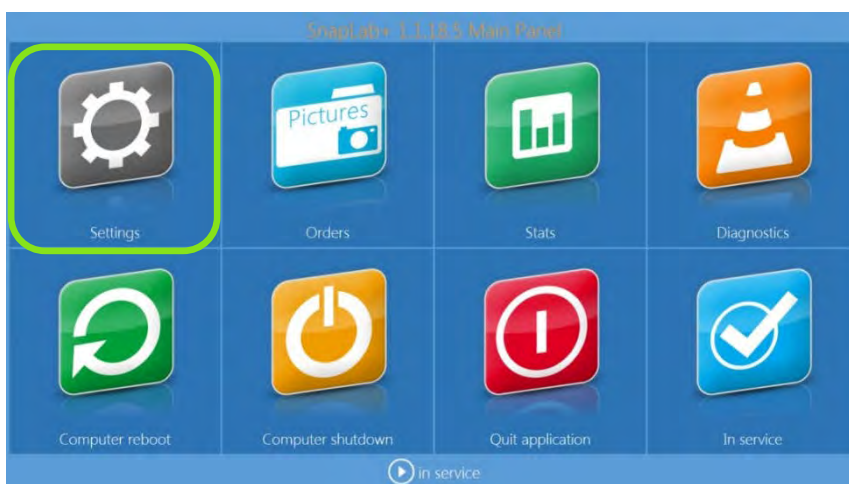 SnapLab+ 1.1.18.5 Main Panel
Pictures
Settings
Orders
Stats
Diagnostics
Computer reboot
Computer shutdown
Quit application
In service
in service